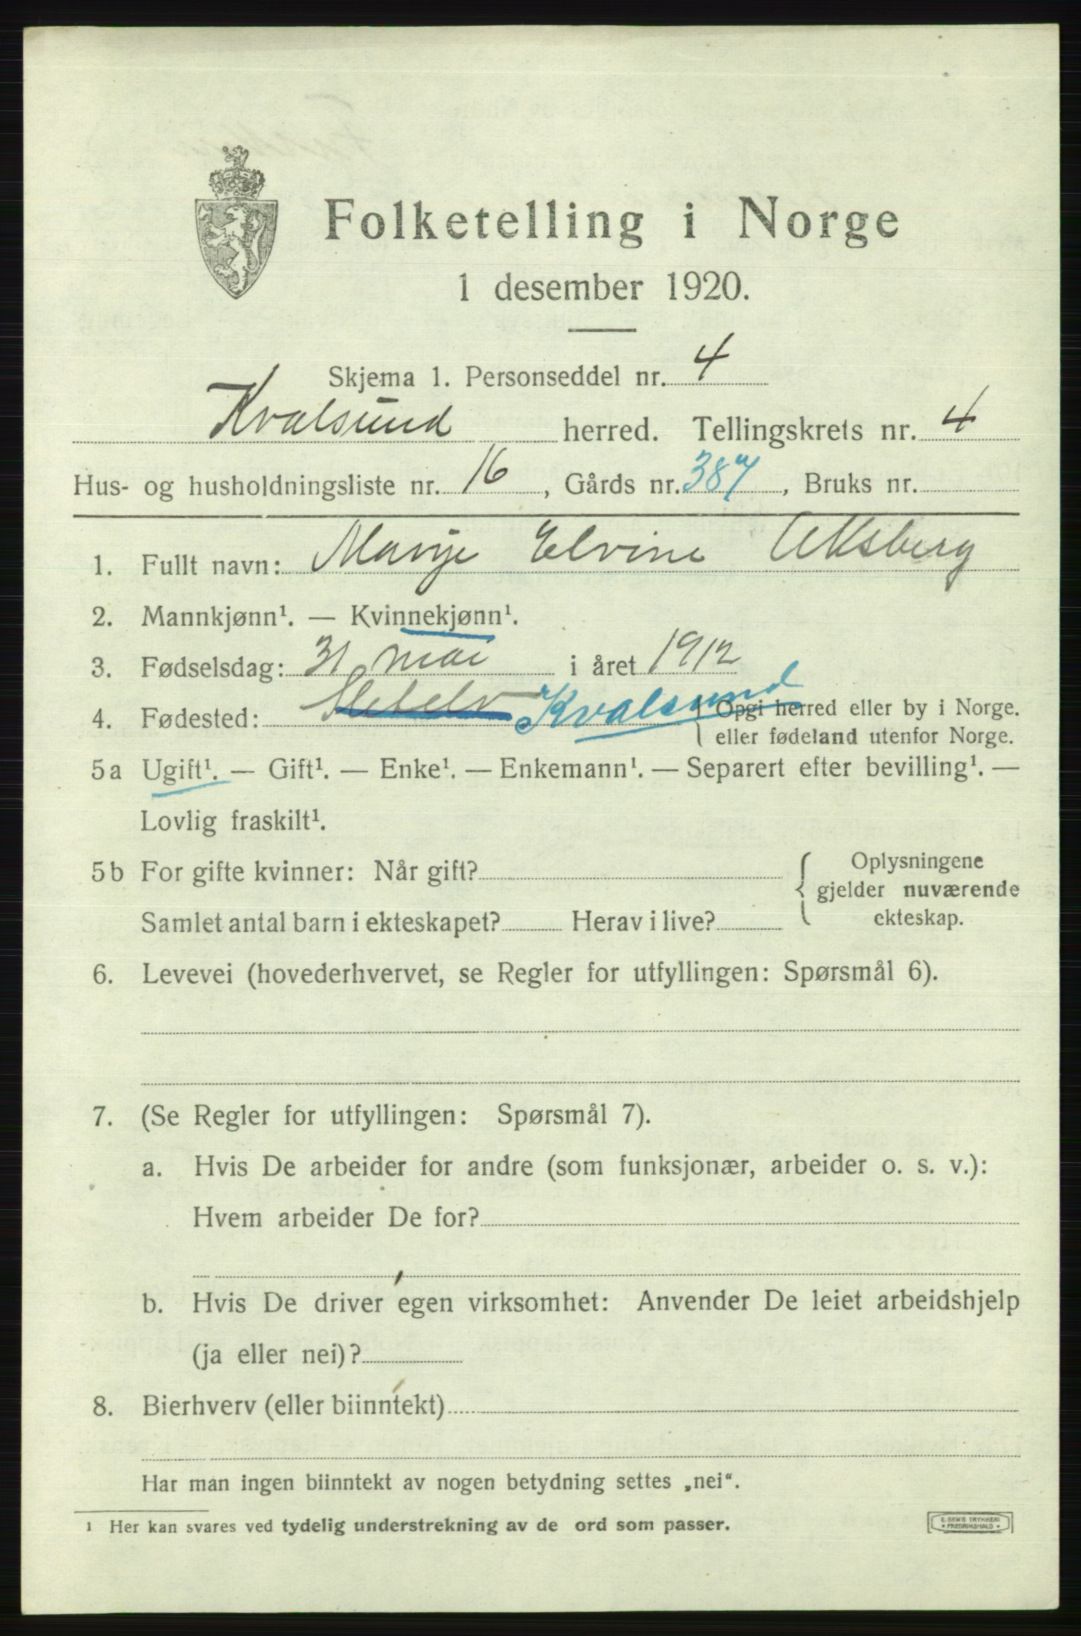 Folketelling i Norge
1 desember 1920.
Skjema 1. Personseddel nr. 4
Kvalsund herred. Tellingskrets nr. 4
Hus- og husholdningsliste nr. 16, Gårds nr. 387, Bruks nr.
1. Fullt navn: Marije Elvine
2. Mannkjønn¹. — Kvinnekjønn¹.
3. Fødselsdag: 31 mai i året 1912
4. Fødested: Kvalsund { Opgi herred eller by i Norge.
eller fødeland utenfor Norge.
5a Ugift¹. — Gift¹. — Enke¹. — Enkemann¹. — Separert efter bevilling¹. —
Lovlig fraskilt¹.
5b For gifte kvinner: Når gift? { Oplysningene
gjelder nuværende
Samlet antal barn i ekteskapet? Herav i live? ekteskap.
6. Levevei (hovederhvervet, se Regler for utfyllingen: Spørsmål 6).
7. (Se Regler for utfyllingen: Spørsmål 7).
a. Hvis De arbeider for andre (som funksjonær, arbeider o. s. v.):
Hvem arbeider De for?
b. Hvis De driver egen virksomhet: Anvender De leiet arbeidshjelp
(ja eller nei)?
8. Bierhverv (eller biinntekt)
Har man ingen biinntekt av nogen betydning settes „nei“.
¹ Her kan svares ved tydelig understrekning av de ord som passer.
E. SEM'S TRYKKERI
• FREDRIKSHALD •